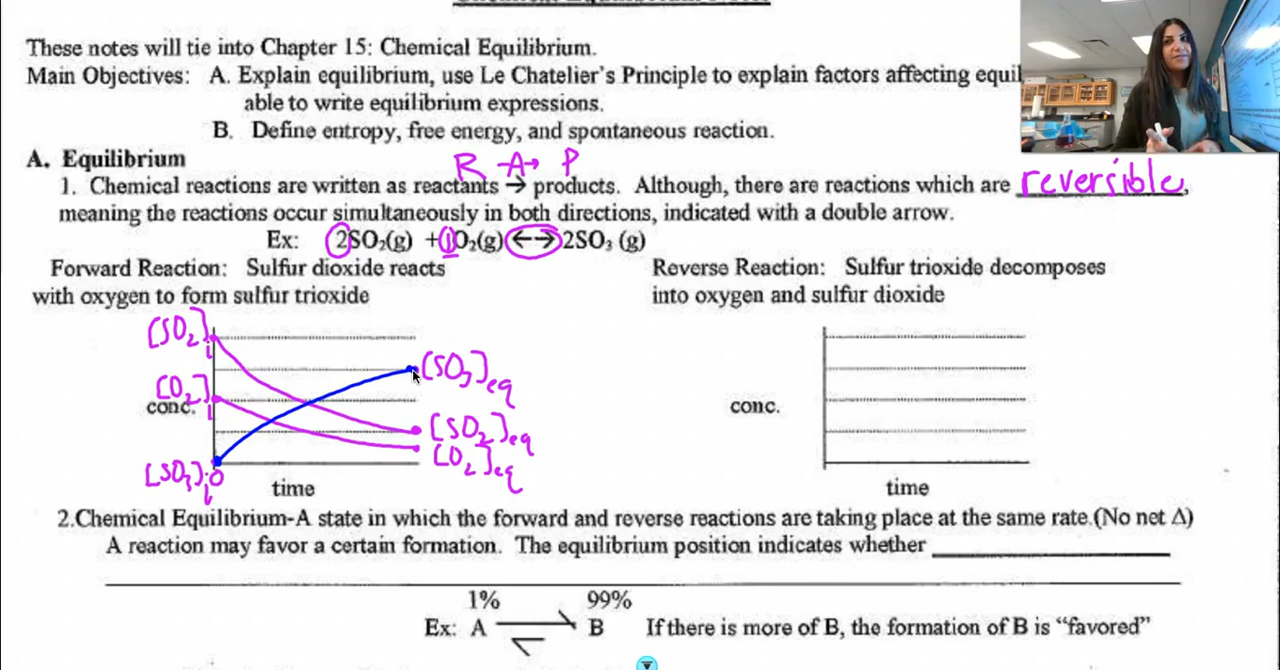 These notes will tie into Chapter 15: Chemical Equilibrium.
Main Objectives: A. Explain equilibrium, use Le Chatelier's Principle to explain factors affecting equil
able to write equilibrium expressions.
B. Define entropy, free energy, and spontaneous reaction.
A. Equilibrium
R A→ P
1. Chemical reactions are written as reactants → products. Although, there are reactions which are reversible,
meaning the reactions occur simultaneously in both directions, indicated with a double arrow.
Ex: 2SO₂(g) + 1O₂(g) ↔ 2SO₃ (g)
Forward Reaction: Sulfur dioxide reacts
with oxygen to form sulfur trioxide
Reverse Reaction: Sulfur trioxide decomposes
into oxygen and sulfur dioxide
[SO₂]i
[O₂]i
conc.
[SO₃]i 0
[SO₃]eq
[SO₂]eq
[O₂]eq
time
conc.
time
2.Chemical Equilibrium-A state in which the forward and reverse reactions are taking place at the same rate.(No net Δ)
A reaction may favor a certain formation. The equilibrium position indicates whether
1% 99%
Ex: A ⇌ B If there is more of B, the formation of B is "favored"